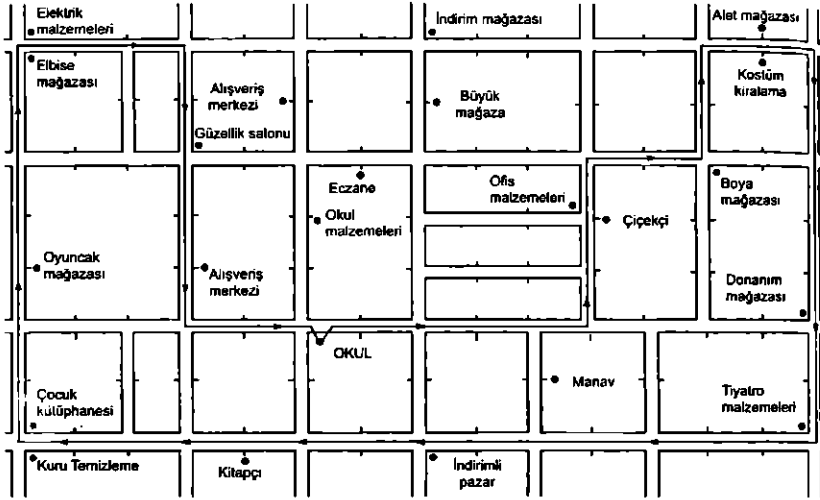 Elektrik
malzemeleri
İndirim mağazası
Alet mağazası
Elbise
mağazası
Alışveriş
merkezi
Büyük
mağaza
Kostüm
kiralama
Güzellik salonu
Eczane
Ofis
malzemeleri
Boya
mağazası
Okul
malzemeleri
Çiçekçi
Oyuncak
mağazası
Alışveriş
merkezi
Donanım
mağazası
OKUL
Manav
Çocuk
kütüphanesi
Tiyatro
malzemeleri
Kuru Temizleme
Kitapçı
İndirimli
pazar